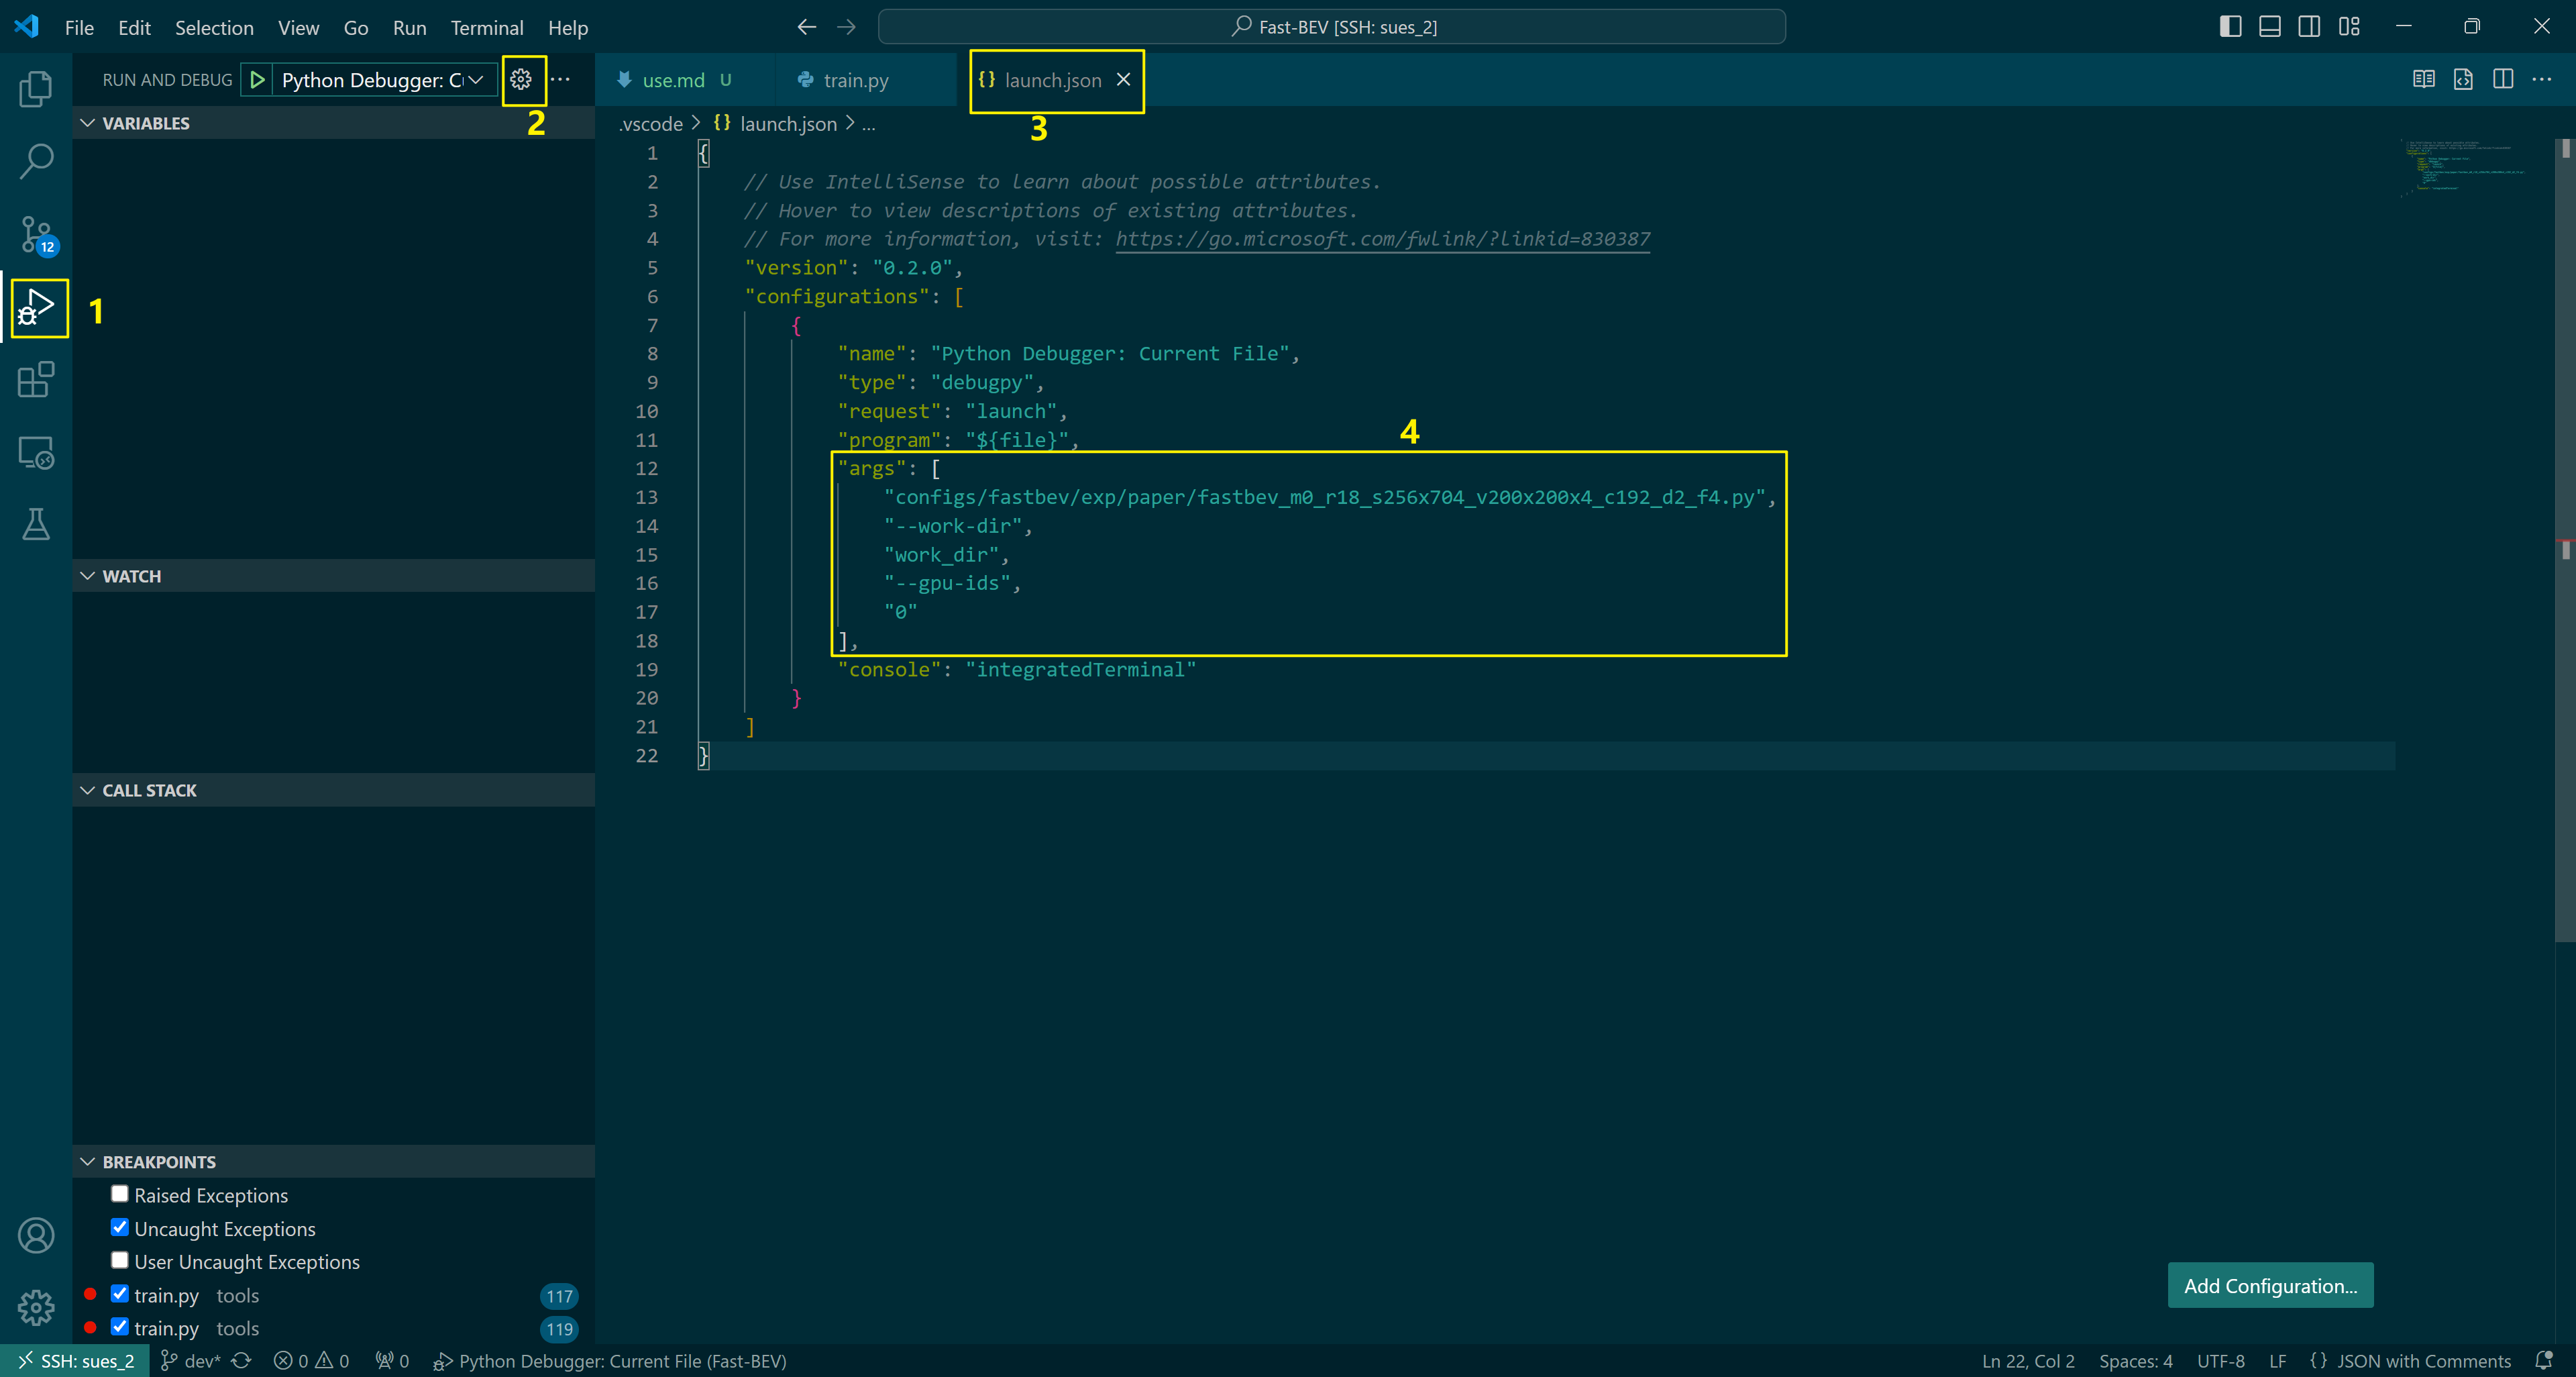 File Edit Selection View Go Run Terminal Help
Fast-BEV [SSH: sues_2]
RUN AND DEBUG Python Debugger: C
use.md U train.py launch.json
2
3
.vscode > {} launch.json > ...
VARIABLES
12
1
WATCH
CALL STACK
BREAKPOINTS
Raised Exceptions
Uncaught Exceptions
User Uncaught Exceptions
train.py tools 117
train.py tools 119
1 {
2 // Use IntelliSense to learn about possible attributes.
3 // Hover to view descriptions of existing attributes.
4 // For more information, visit: https://go.microsoft.com/fwlink/?linkid=830387
5 "version": "0.2.0",
6 "configurations": [
7 {
8 "name": "Python Debugger: Current File",
9 "type": "debugpy",
10 "request": "launch",
11 "program": "${file}",
4
12 "args": [
13 "configs/fastbev/exp/paper/fastbev_m0_r18_s256x704_v200x200x4_c192_d2_f4.py",
14 "--work-dir",
15 "work_dir",
16 "--gpu-ids",
17 "0"
18 ],
19 "console": "integratedTerminal"
20 }
21 ]
22 }
Add Configuration...
SSH: sues_2 dev* 0 0 0 Python Debugger: Current File (Fast-BEV) Ln 22, Col 2 Spaces: 4 UTF-8 LF {} JSON with Comments